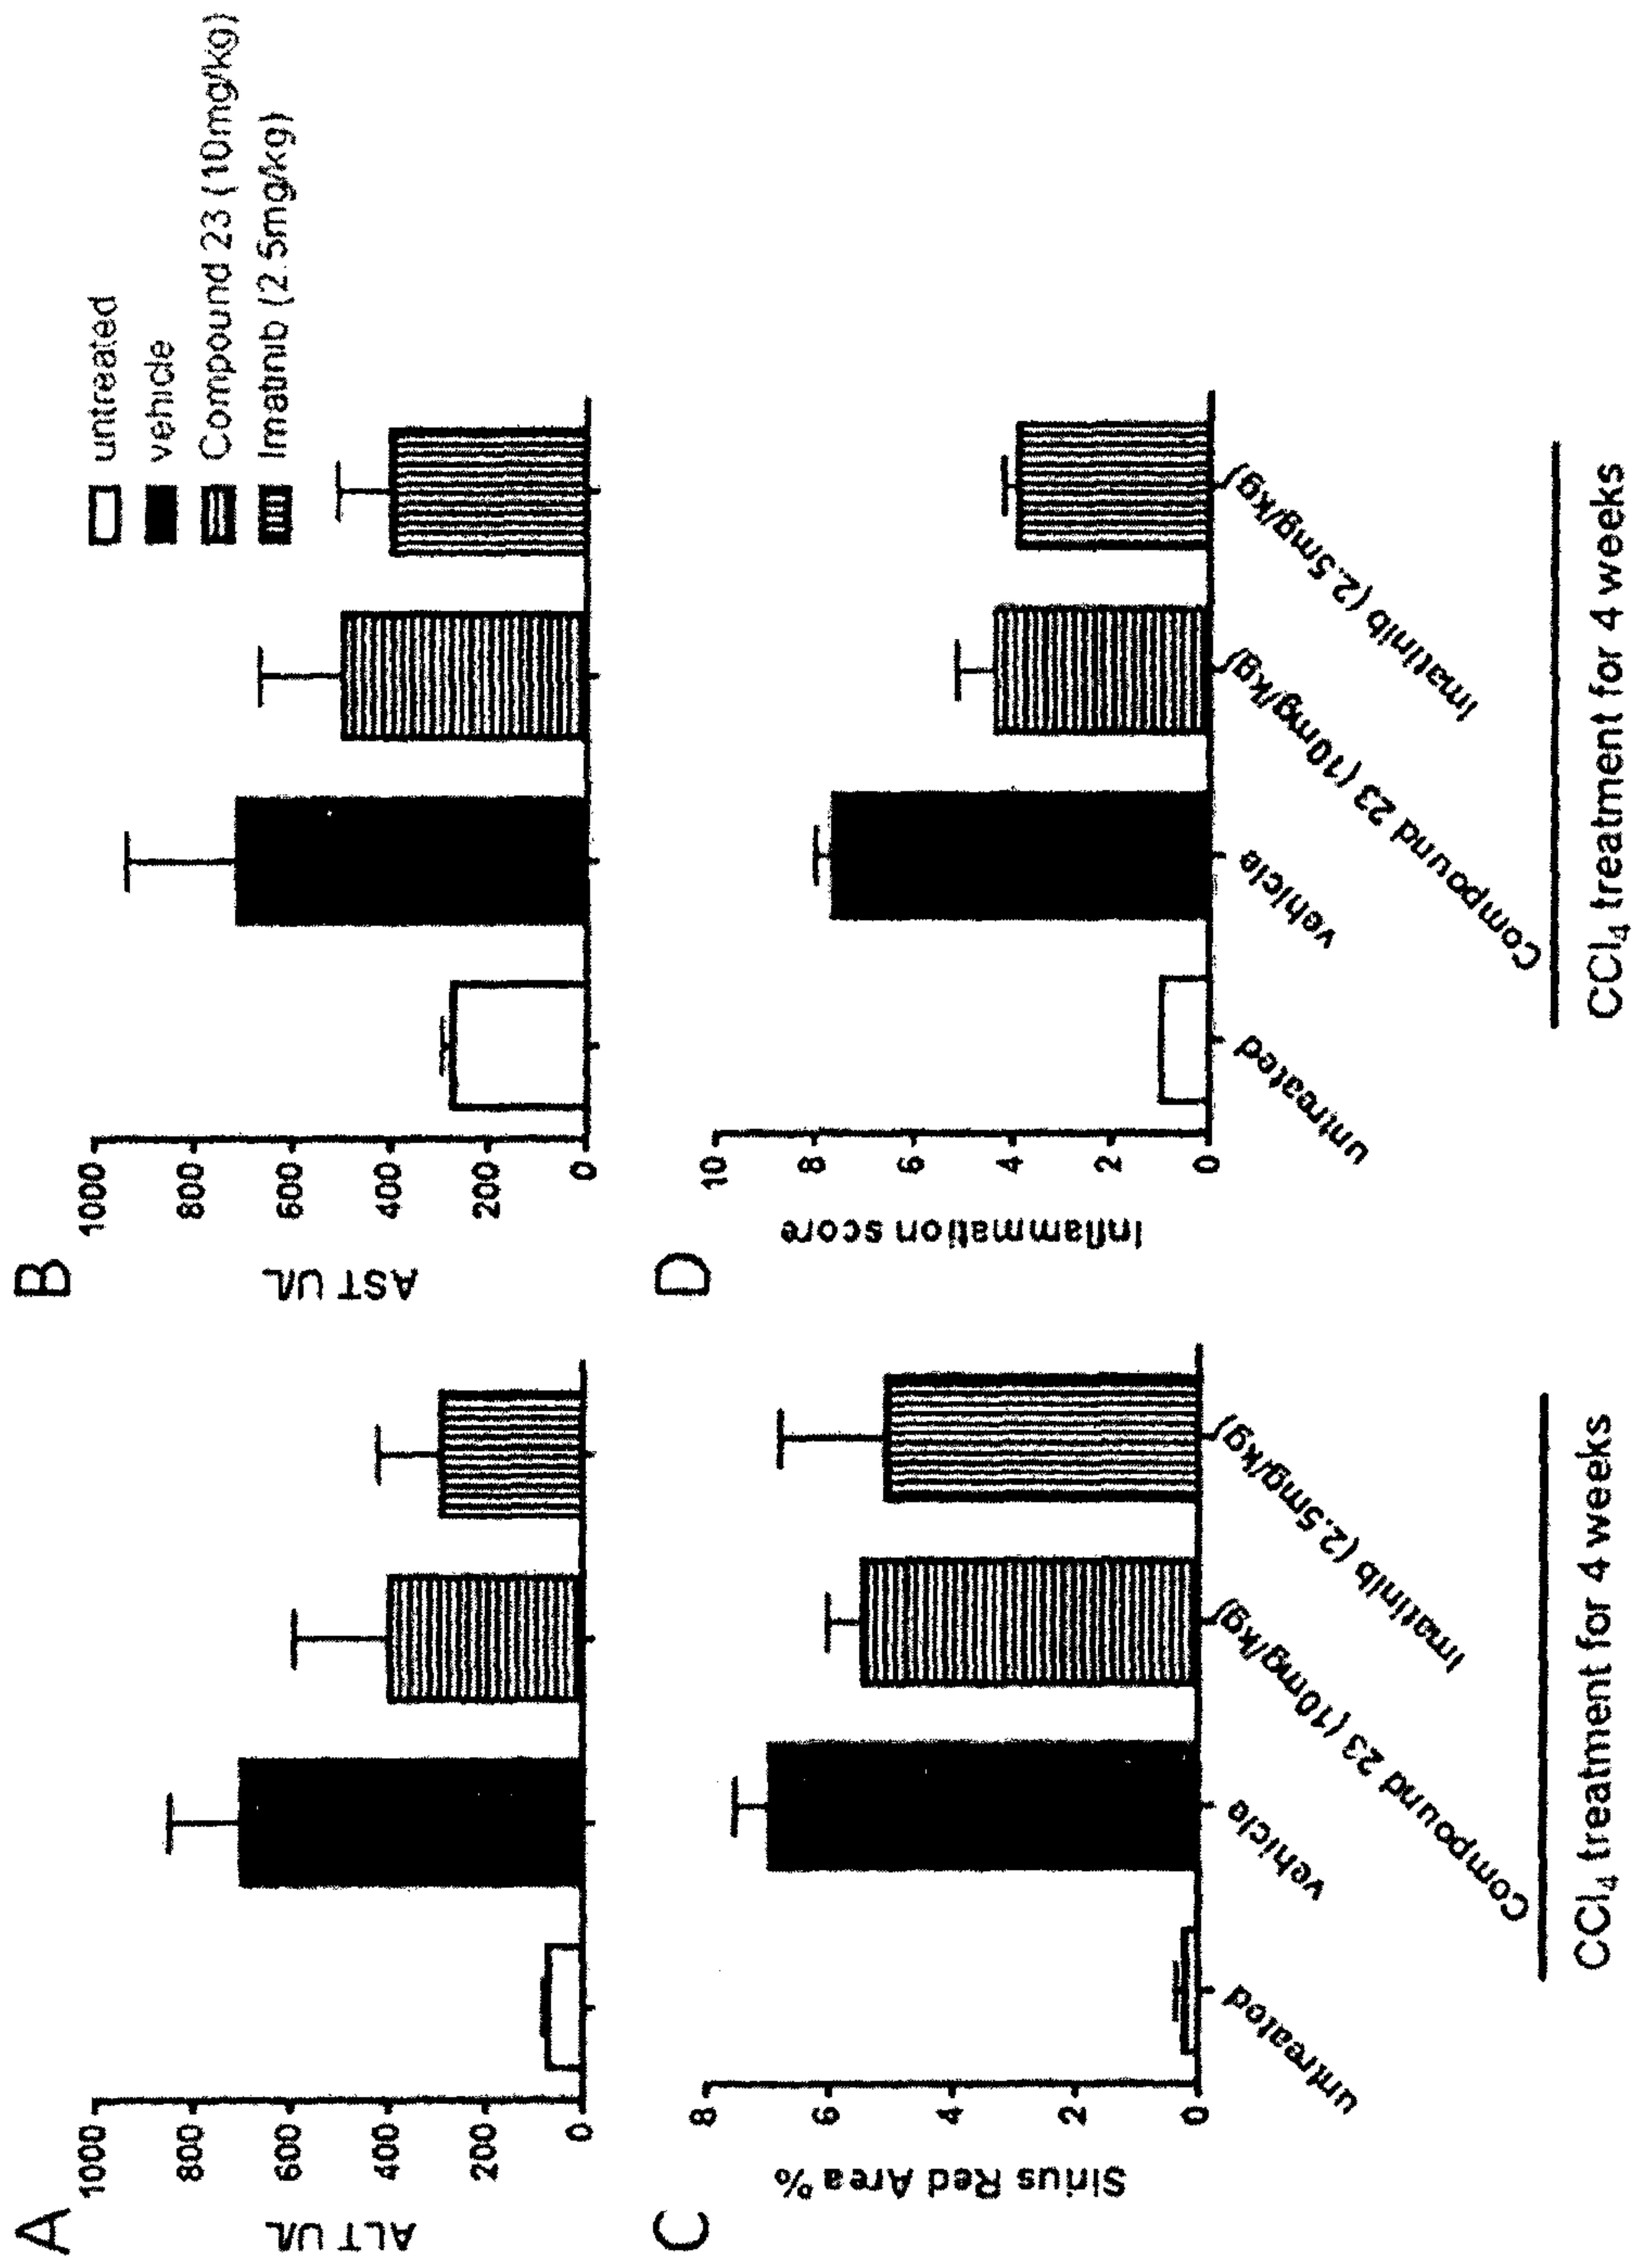 A
ALT U/L
1000
800
600
400
200
0
B
AST U/L
1000
800
600
400
200
0
untreated
vehicle
Compound 23 (10mg/kg)
Imatinib (2.5mg/kg)
C
Sirius Red Area %
8
6
4
2
0
untreated
vehicle
Compound 23 (10mg/kg)
Imatinib (2.5mg/kg)
CCl₄ treatment for 4 weeks
D
Inflammation score
10
8
6
4
2
0
untreated
vehicle
Compound 23 (10mg/kg)
Imatinib (2.5mg/kg)
CCl₄ treatment for 4 weeks